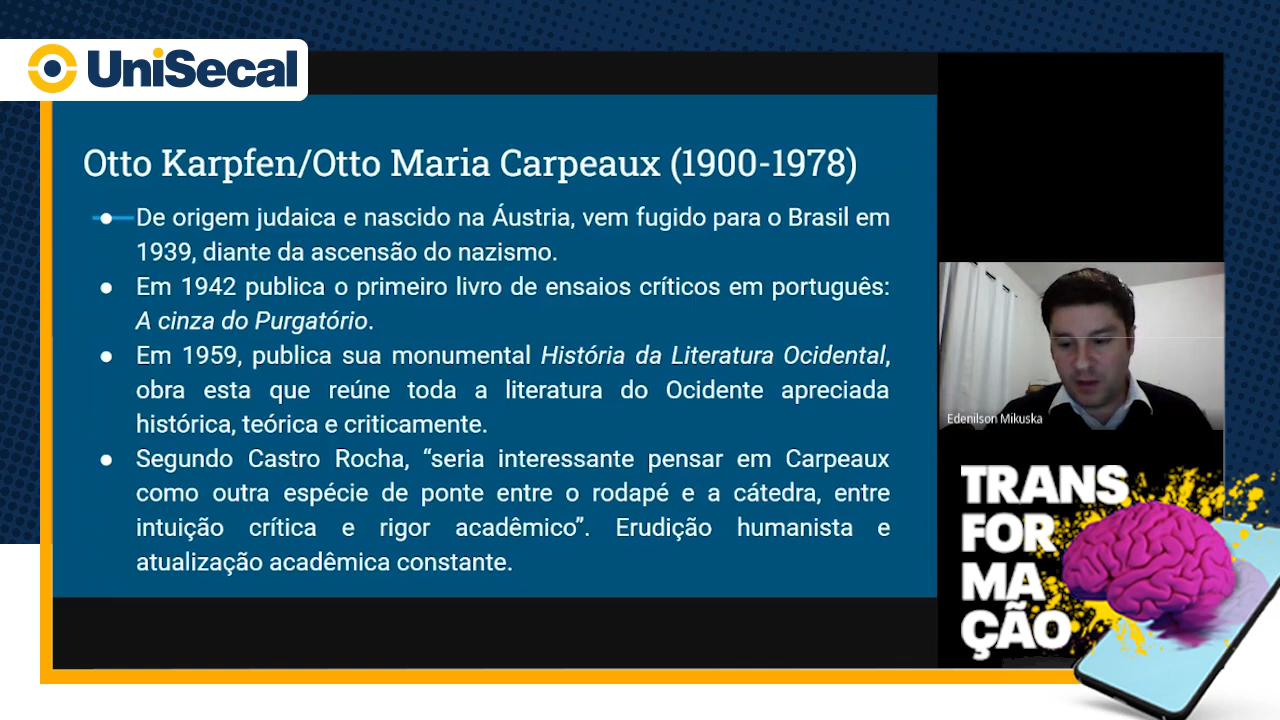 UniSecal
Otto Karpfen/Otto Maria Carpeaux (1900-1978)
● De origem judaica e nascido na Áustria, vem fugido para o Brasil em
1939, diante da ascensão do nazismo.
● Em 1942 publica o primeiro livro de ensaios críticos em português:
A cinza do Purgatório.
● Em 1959, publica sua monumental História da Literatura Ocidental,
obra esta que reúne toda a literatura do Ocidente apreciada
histórica, teórica e criticamente.
● Segundo Castro Rocha, “seria interessante pensar em Carpeaux
como outra espécie de ponte entre o rodapé e a cátedra, entre
intuição crítica e rigor acadêmico”. Erudição humanista e
atualização acadêmica constante.
Edenilson Mikuska
TRANS
FOR
MA
ÇÃO